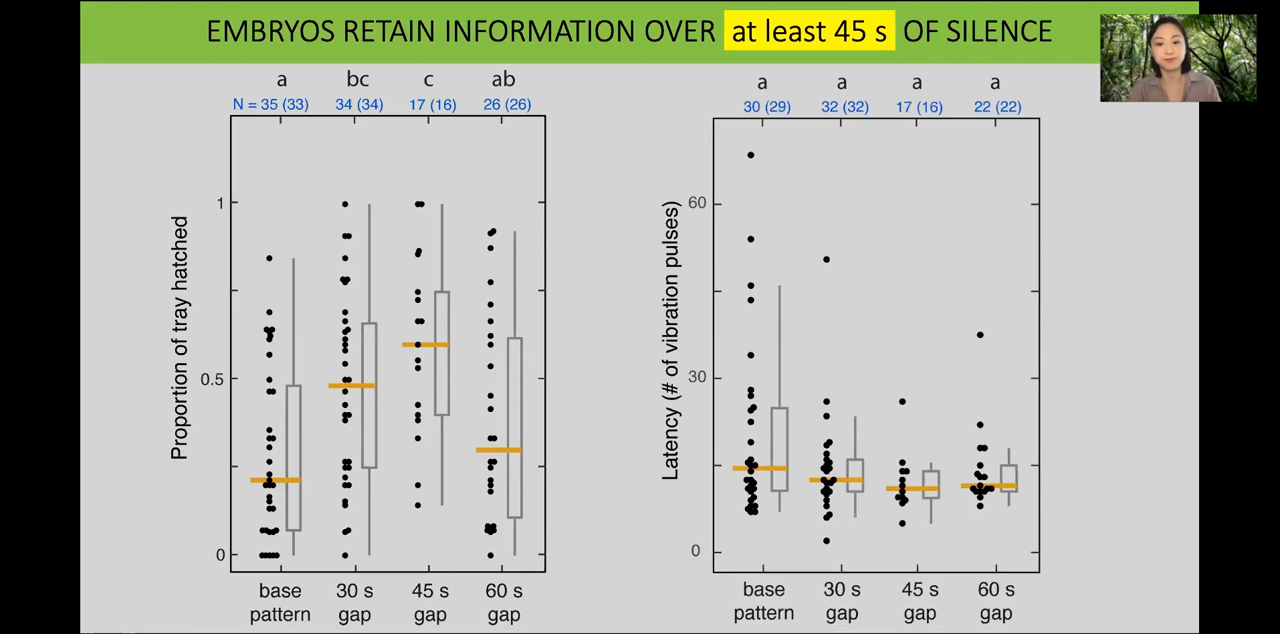 EMBRYOS RETAIN INFORMATION OVER at least 45 s OF SILENCE
a bc c ab
N = 35 (33) 34 (34) 17 (16) 26 (26)
Proportion of tray hatched
1
0.5
0
base pattern 30 s gap 45 s gap 60 s gap
a a a a
30 (29) 32 (32) 17 (16) 22 (22)
Latency (# of vibration pulses)
60
30
0
base pattern 30 s gap 45 s gap 60 s gap